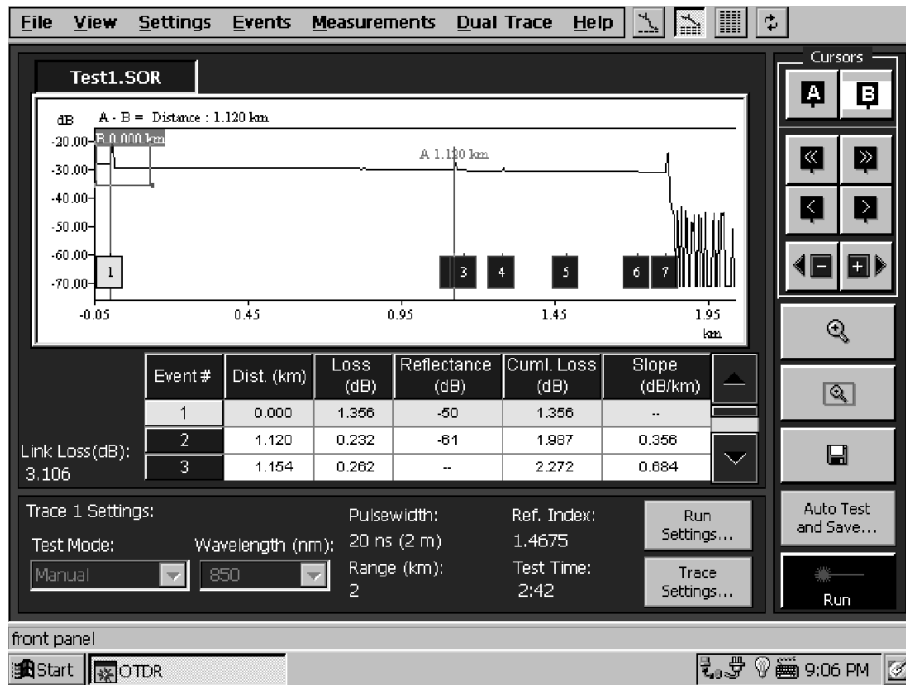 File View Settings Events Measurements Dual Trace Help
Test1.SOR
Cursors
A B
dB A - B = Distance : 1.120 km
-20.00 B 0.000 km
A 1.120 km
-30.00
-40.00
-50.00
-60.00
1 3 4 5 6 7
-70.00
-0.05 0.45 0.95 1.45 1.95
km
Event # Dist. (km) Loss (dB) Reflectance (dB) Cuml. Loss (dB) Slope (dB/km)
1 0.000 1.356 -50 1.356 --
2 1.120 0.232 -61 1.987 0.356
3 1.154 0.262 -- 2.272 0.684
Link Loss(dB):
3.106
Trace 1 Settings:
Test Mode:
Manual
Wavelength (nm):
850
Pulsewidth:
20 ns (2 m)
Range (km):
2
Ref. Index:
1.4675
Test Time:
2:42
Run
Settings...
Trace
Settings...
Auto Test
and Save...
Run
front panel
Start OTDR 9:06 PM